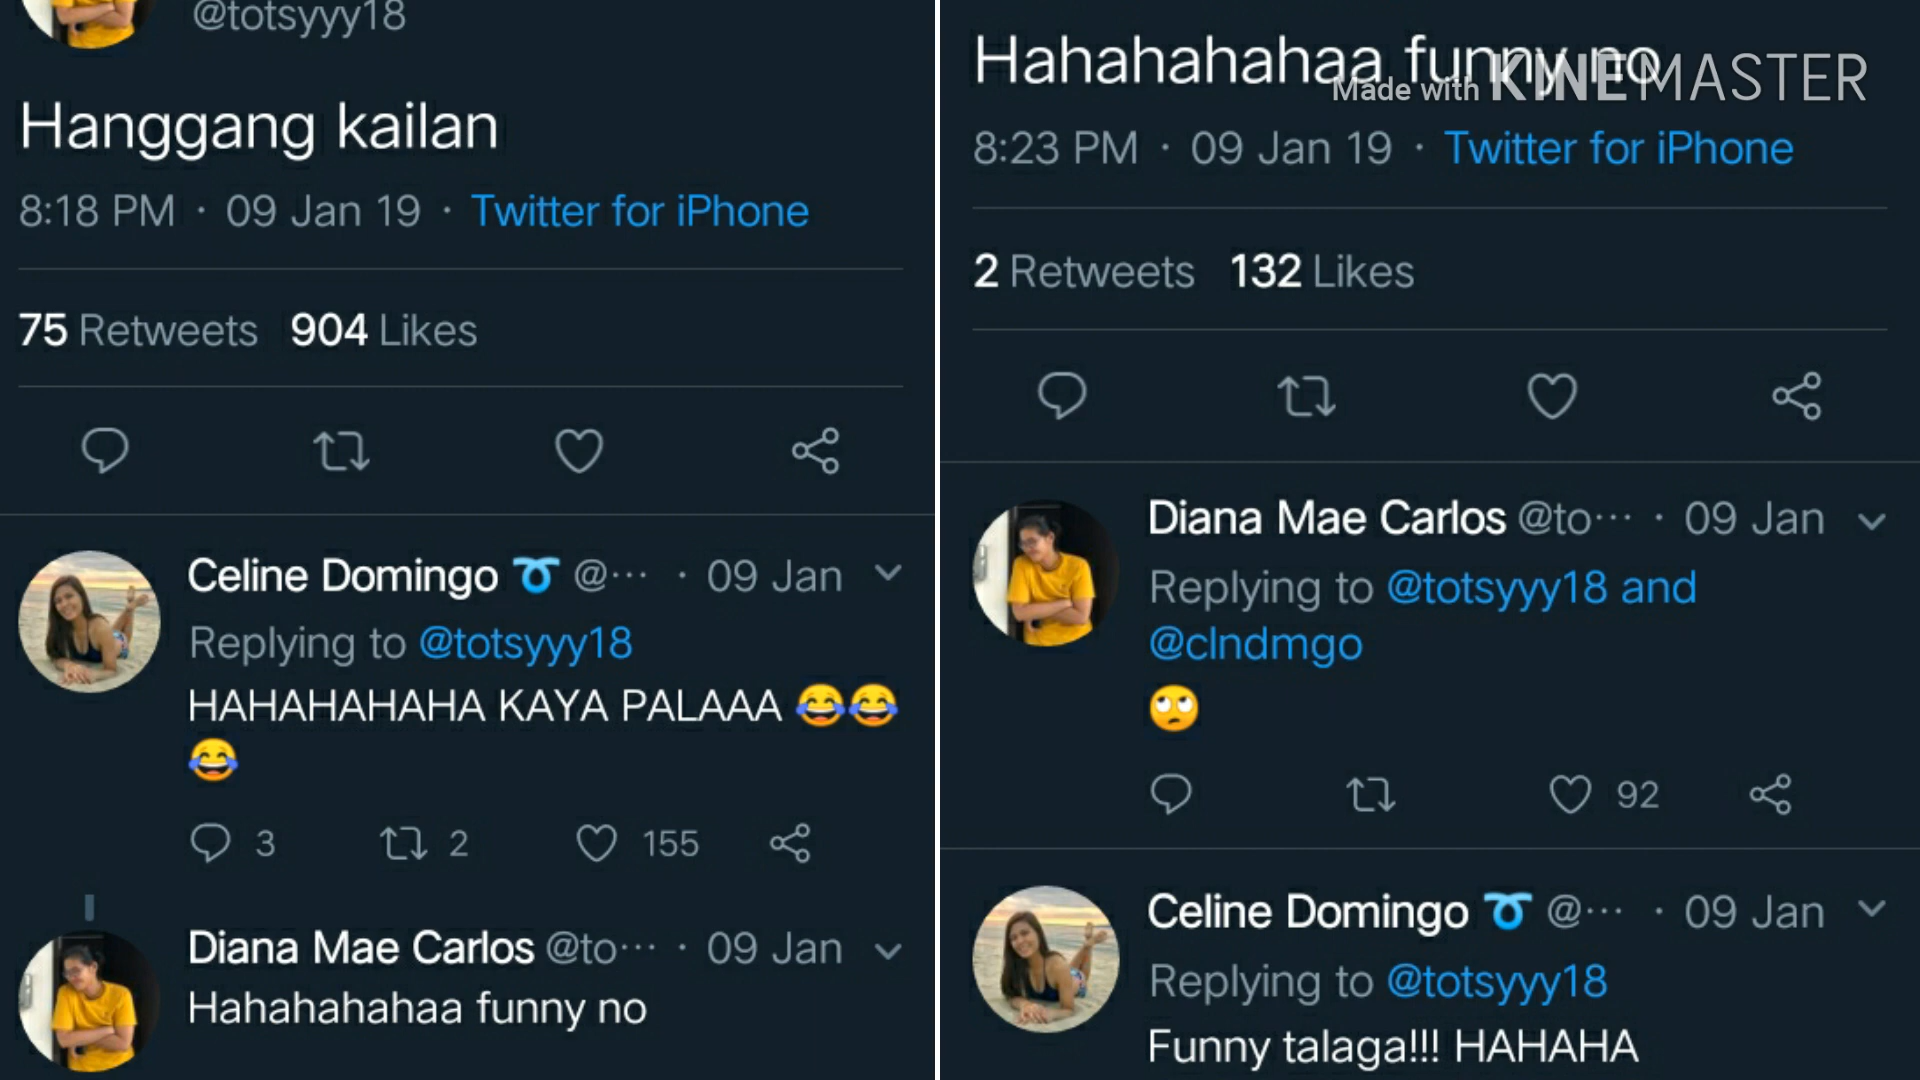 @totsyyy18
Hanggang kailan
8:18 PM · 09 Jan 19 · Twitter for iPhone
75 Retweets 904 Likes
Celine Domingo ➰ @··· · 09 Jan
Replying to @totsyyy18
HAHAHAHAHA KAYA PALAAA 😂😂
😂
3 2 155
Diana Mae Carlos @to··· · 09 Jan
Hahahahahaa funny no
Hahahahahaa funny no
Made with KINEMASTER
8:23 PM · 09 Jan 19 · Twitter for iPhone
2 Retweets 132 Likes
Diana Mae Carlos @to··· · 09 Jan
Replying to @totsyyy18 and
@clndmgo
🙄
92
Celine Domingo ➰ @··· · 09 Jan
Replying to @totsyyy18
Funny talaga!!! HAHAHA